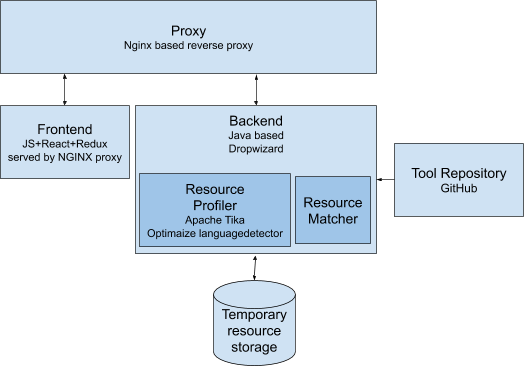 Proxy
Nginx based reverse proxy
Frontend
JS+React+Redux
served by NGINX proxy
Backend
Java based
Dropwizard
Resource
Profiler
Apache Tika
Optimaize languagedetector
Resource
Matcher
Tool Repository
GitHub
Temporary
resource
storage